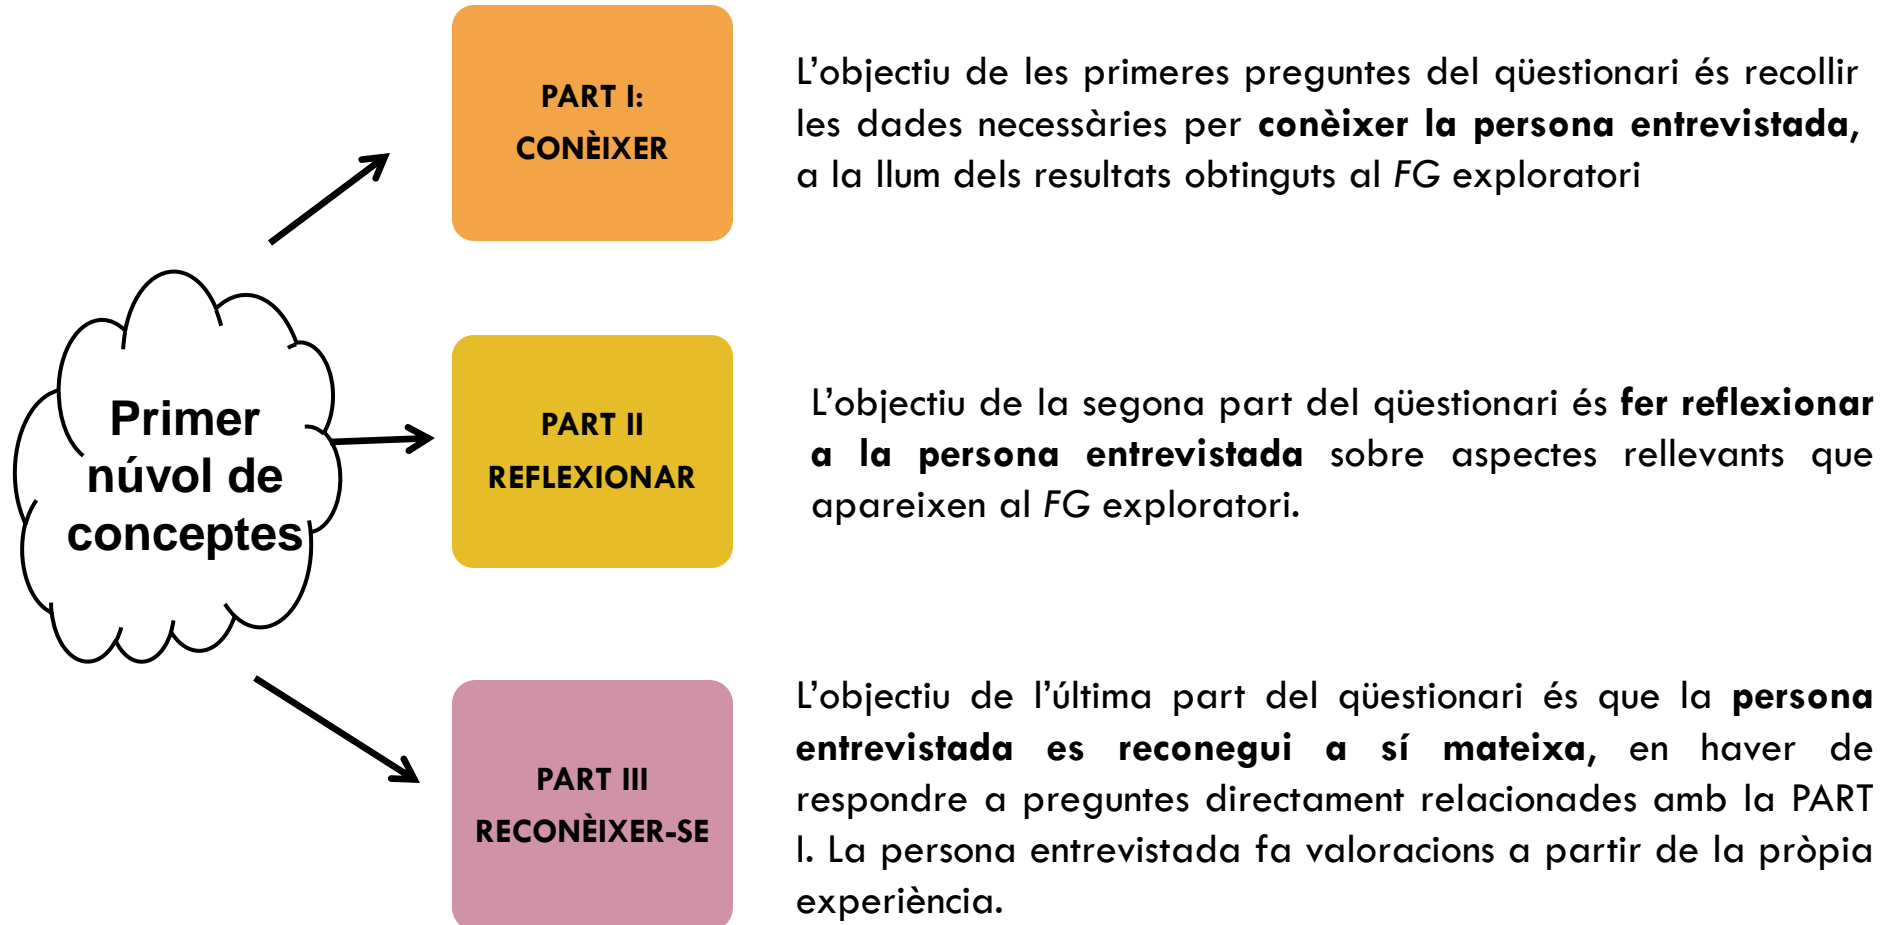 Primer
núvol de
conceptes
PART I:
CONÈIXER
L’objectiu de les primeres preguntes del qüestionari és recollir
les dades necessàries per conèixer la persona entrevistada,
a la llum dels resultats obtinguts al FG exploratori
PART II
REFLEXIONAR
L’objectiu de la segona part del qüestionari és fer reflexionar
a la persona entrevistada sobre aspectes rellevants que
apareixen al FG exploratori.
PART III
RECONÈIXER-SE
L’objectiu de l’última part del qüestionari és que la persona
entrevistada es reconegui a sí mateixa, en haver de
respondre a preguntes directament relacionades amb la PART
I. La persona entrevistada fa valoracions a partir de la pròpia
experiència.